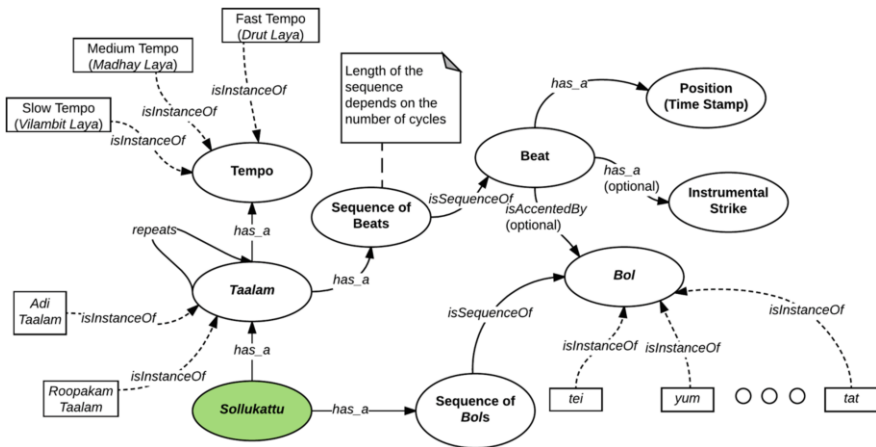 Fast Tempo
(Drut Laya)
Medium Tempo
(Madhay Laya)
isInstanceOf
Slow Tempo
(Vilambit Laya)
isInstanceOf
isInstanceOf
Tempo
Length of the
sequence
depends on the
number of cycles
has_a
Position
(Time Stamp)
Beat
has_a
(optional)
Instrumental
Strike
isSequenceOf
isAccentedBy
(optional)
Sequence of
Beats
repeats
has_a
Taalam
has_a
Bol
Adi
Taalam
isInstanceOf
isInstanceOf
Roopakam
Taalam
has_a
isSequenceOf
isInstanceOf
isInstanceOf
isInstanceOf
Sollukattu
has_a
Sequence of
Bols
tei
yum
tat